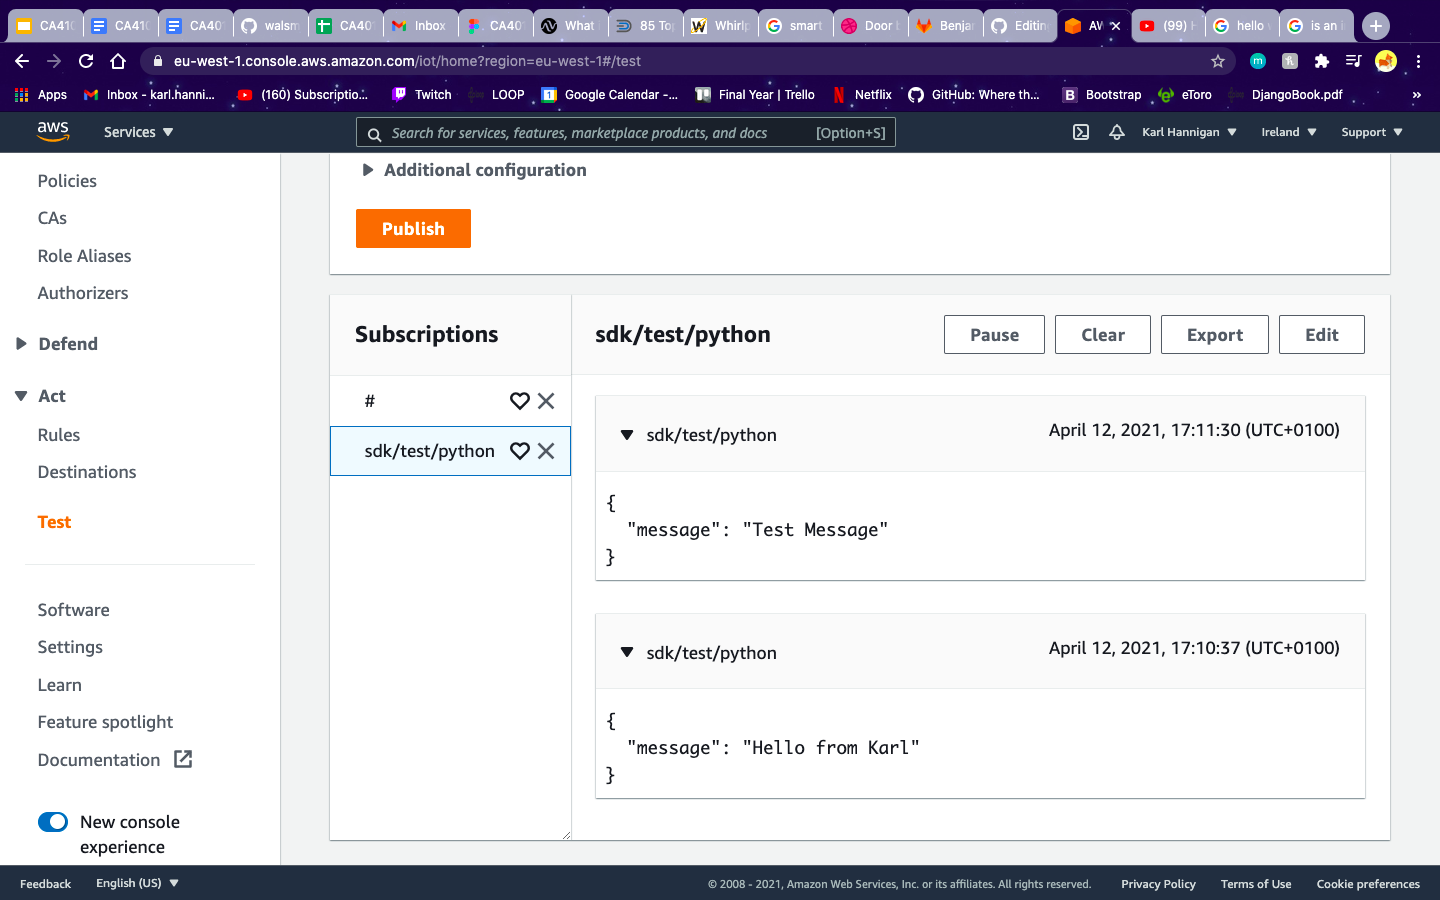 CA410 CA410 CA40 walsm CA40 Inbox CA401 What 85 Top Whirlp smart Door b Benjar Editin AW (99) hello is an i
eu-west-1.console.aws.amazon.com/iot/home?region=eu-west-1#/test
Apps Inbox - karl.hanni... (160) Subscriptio... Twitch LOOP Google Calendar -... Final Year | Trello Netflix GitHub: Where th... Bootstrap eToro DjangoBook.pdf »
aws Services Search for services, features, marketplace products, and docs [Option+S] Karl Hannigan Ireland Support
Policies
CAs
Role Aliases
Authorizers
Defend
Act
Rules
Destinations
Test
Software
Settings
Learn
Feature spotlight
Documentation
New console
experience
Additional configuration
Publish
Subscriptions
#
sdk/test/python
sdk/test/python Pause Clear Export Edit
sdk/test/python April 12, 2021, 17:11:30 (UTC+0100)
{
"message": "Test Message"
}
sdk/test/python April 12, 2021, 17:10:37 (UTC+0100)
{
"message": "Hello from Karl"
}
Feedback English (US) © 2008 - 2021, Amazon Web Services, Inc. or its affiliates. All rights reserved. Privacy Policy Terms of Use Cookie preferences